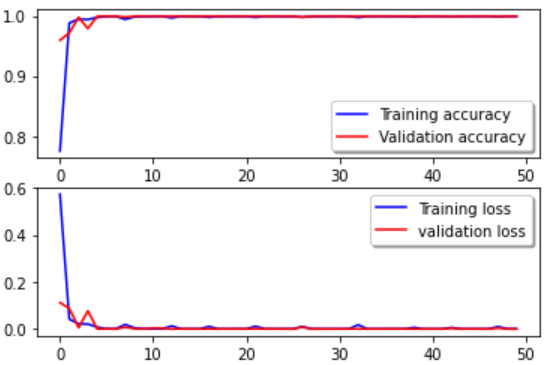 1.0
0.9
0.8
Training accuracy
Validation accuracy
0 10 20 30 40 50
0.6
0.4
0.2
0.0
Training loss
validation loss
0 10 20 30 40 50